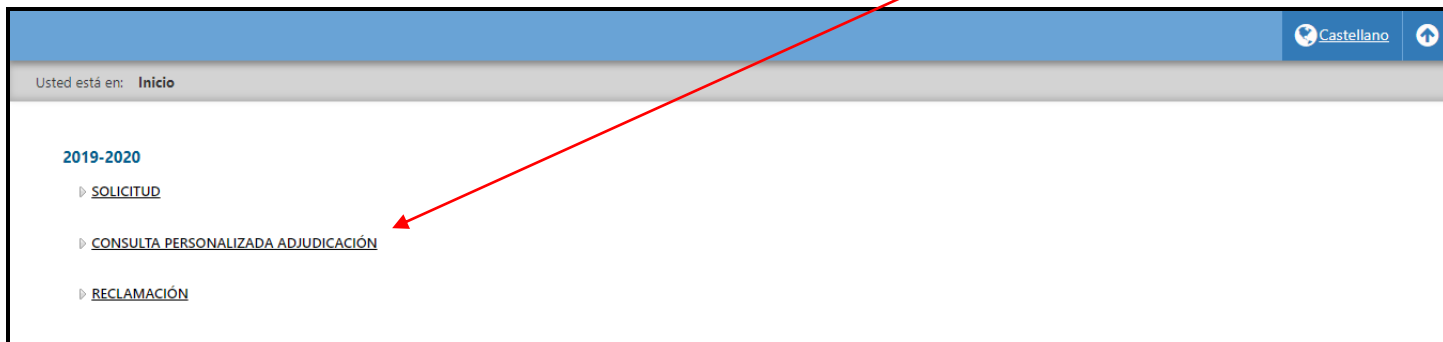 Castellano
Usted está en: Inicio
2019-2020
SOLICITUD
CONSULTA PERSONALIZADA ADJUDICACIÓN
RECLAMACIÓN